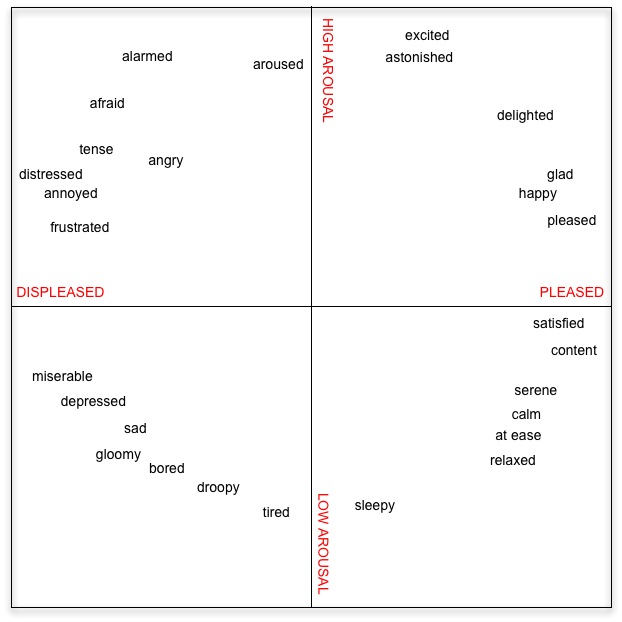 excited
alarmed
astonished
aroused
HIGH AROUSAL
afraid
delighted
tense
angry
distressed
glad
annoyed
happy
pleased
frustrated
DISPLEASED
PLEASED
satisfied
content
miserable
serene
depressed
calm
sad
at ease
gloomy
relaxed
bored
droopy
sleepy
tired
LOW AROUSAL